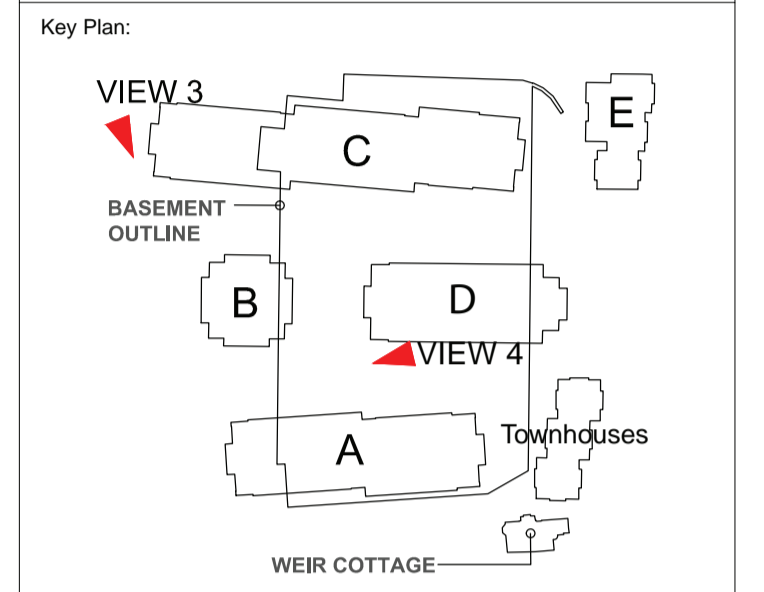 Key Plan:
VIEW 3
E
C
BASEMENT
OUTLINE
B
D
VIEW 4
Townhouses
A
WEIR COTTAGE